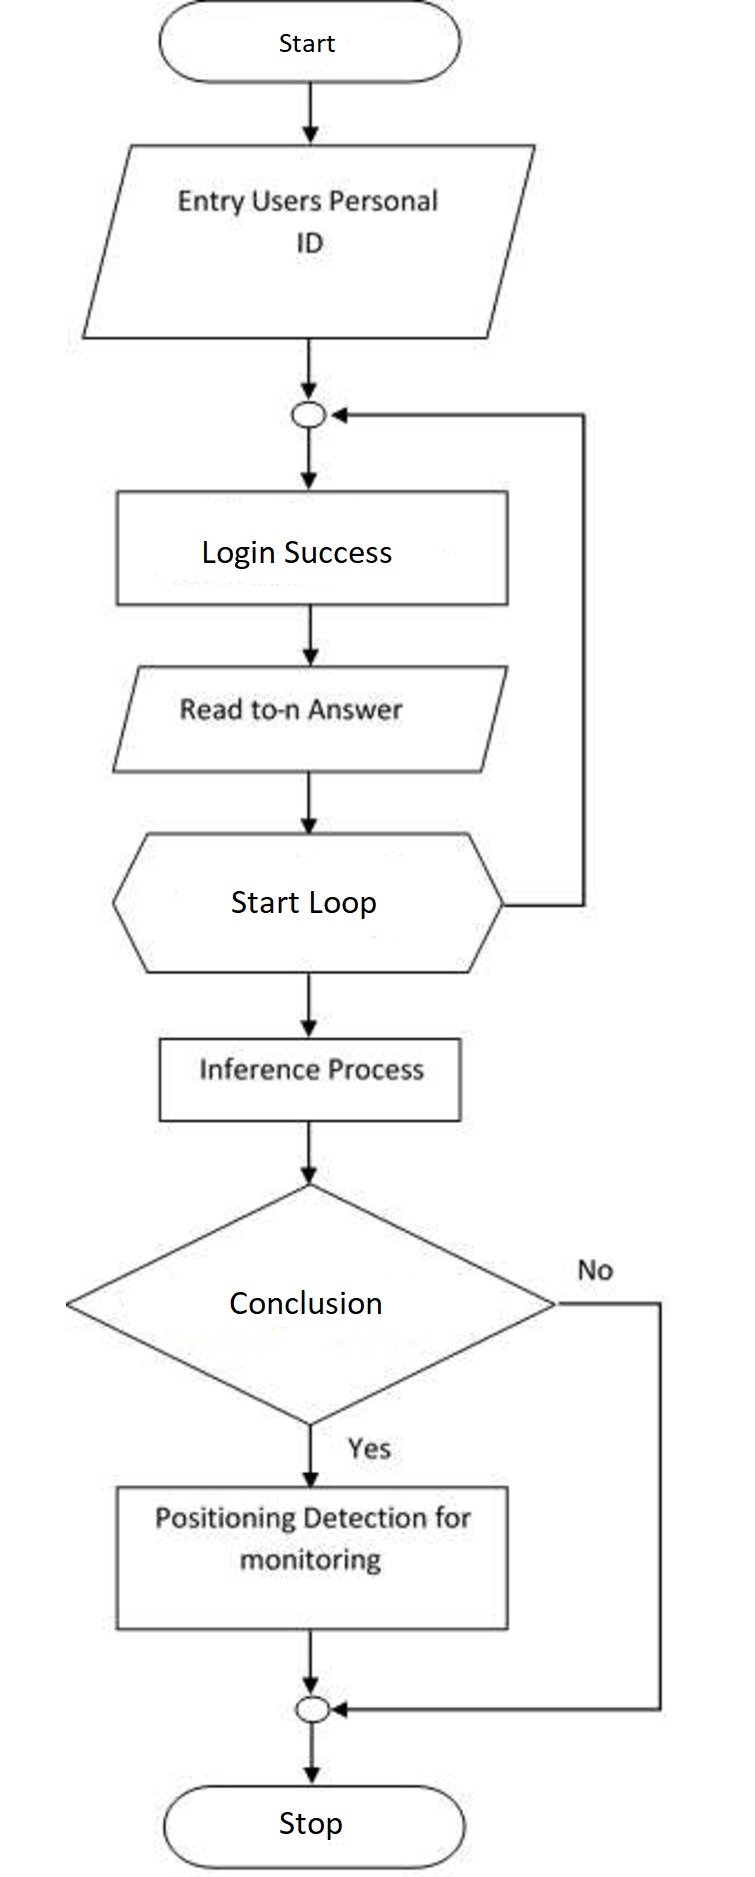 Start
Entry Users Personal
ID
Login Success
Read to-n Answer
Start Loop
Inference Process
Conclusion
No
Yes
Positioning Detection for
monitoring
Stop